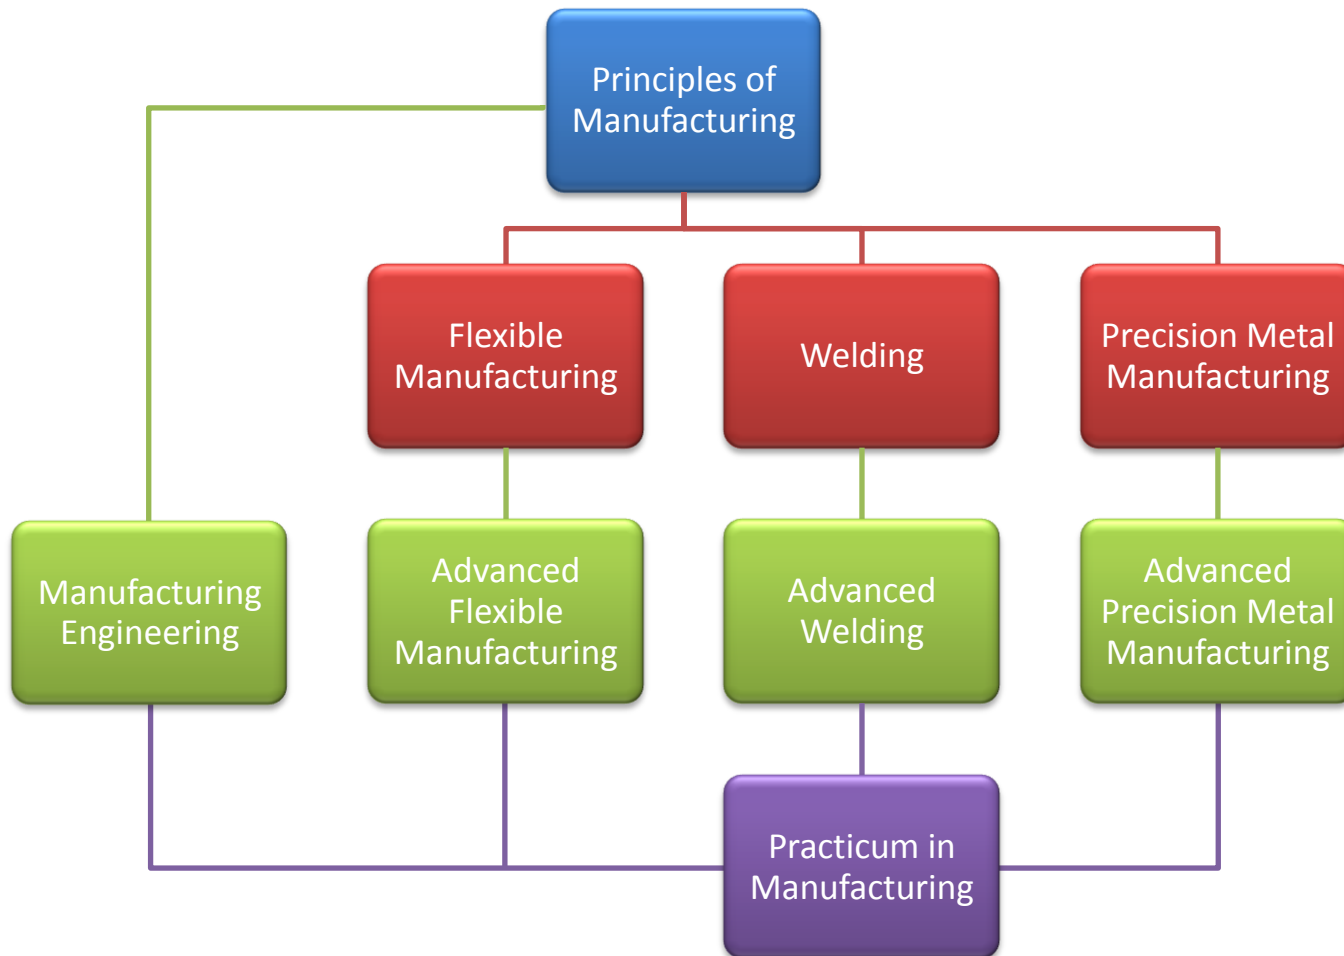 Principles of
Manufacturing
Flexible
Manufacturing
Welding
Precision Metal
Manufacturing
Manufacturing
Engineering
Advanced
Flexible
Manufacturing
Advanced
Welding
Advanced
Precision Metal
Manufacturing
Practicum in
Manufacturing